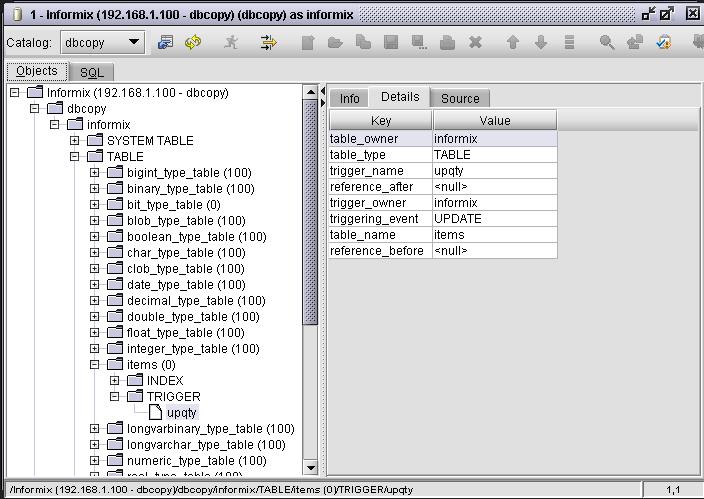 1 - Informix (192.168.1.100 - dbcopy) (dbcopy) as informix
Catalog: dbcopy
Objects SQL
Informix (192.168.1.100 - dbcopy)
dbcopy
informix
SYSTEM TABLE
TABLE
bigint_type_table (100)
binary_type_table (100)
bit_type_table (0)
blob_type_table (100)
boolean_type_table (100)
char_type_table (100)
clob_type_table (100)
date_type_table (100)
decimal_type_table (100)
double_type_table (100)
float_type_table (100)
integer_type_table (100)
items (0)
INDEX
TRIGGER
upqty
longvarbinary_type_table (100)
longvarchar_type_table (100)
numeric_type_table (100)
real_type_table (100)
Info Details Source
Key Value
table_owner informix
table_type TABLE
trigger_name upqty
reference_after <null>
trigger_owner informix
triggering_event UPDATE
table_name items
reference_before <null>
/Informix (192.168.1.100 - dbcopy)/dbcopy/informix/TABLE/items (0)/TRIGGER/upqty 1,1